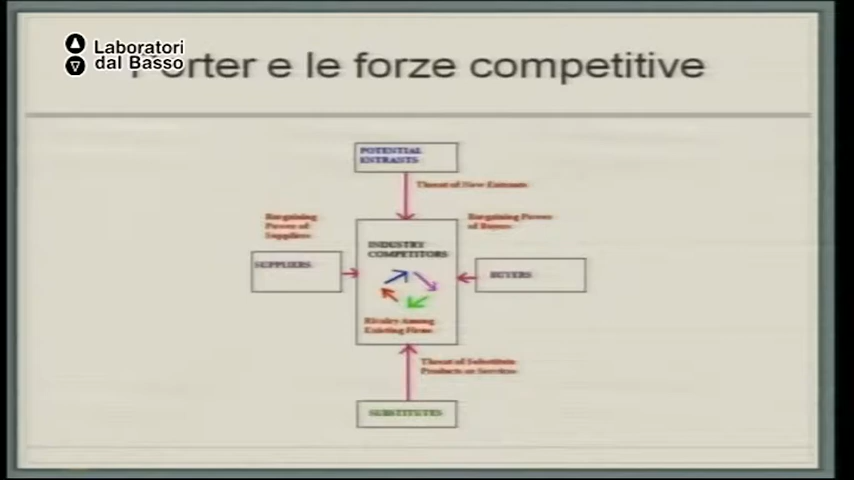 Laboratori
dal Basso
Porter e le forze competitive
POTENTIAL
ENTRANTS
Threat of New Entrants
Bargaining
Power of
Suppliers
Bargaining Power
of Buyers
INDUSTRY
COMPETITORS
SUPPLIERS
BUYERS
Rivalry Among
Existing Firms
Threat of Substitute
Products or Services
SUBSTITUTES